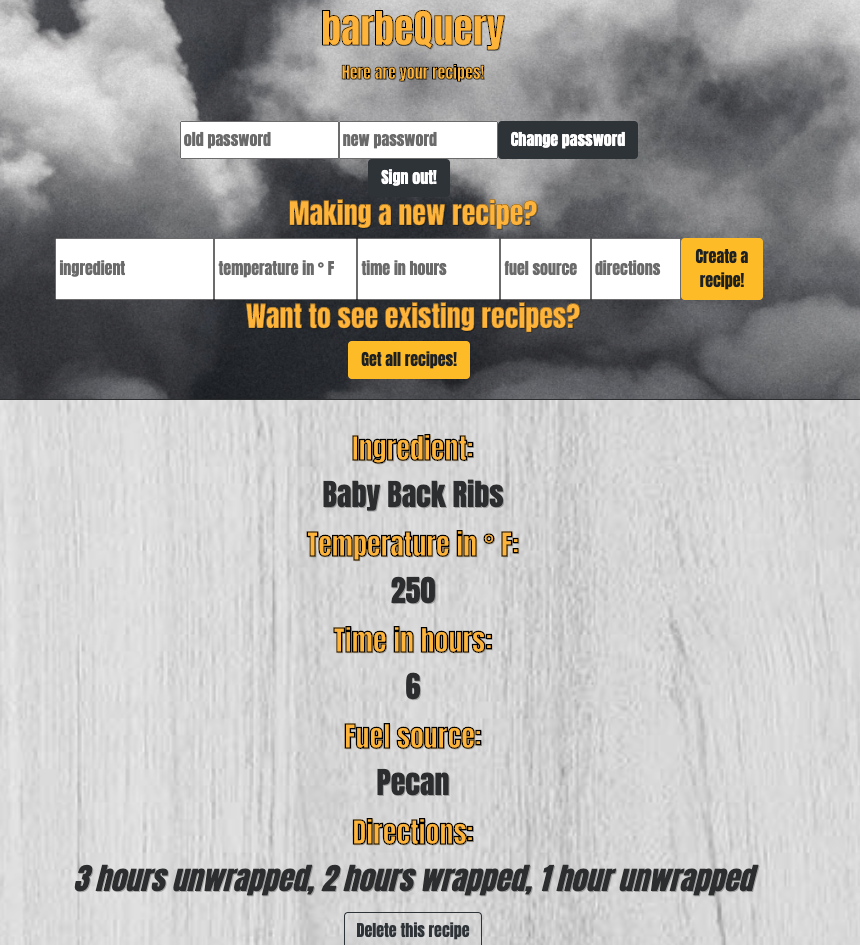 barbeQuery
Here are your recipes!
old password new password Change password
Sign out!
Making a new recipe?
ingredient temperature in ° F time in hours fuel source directions Create a
recipe!
Want to see existing recipes?
Get all recipes!
Ingredient:
Baby Back Ribs
Temperature in ° F:
250
Time in hours:
6
Fuel source:
Pecan
Directions:
3 hours unwrapped, 2 hours wrapped, 1 hour unwrapped
Delete this recipe